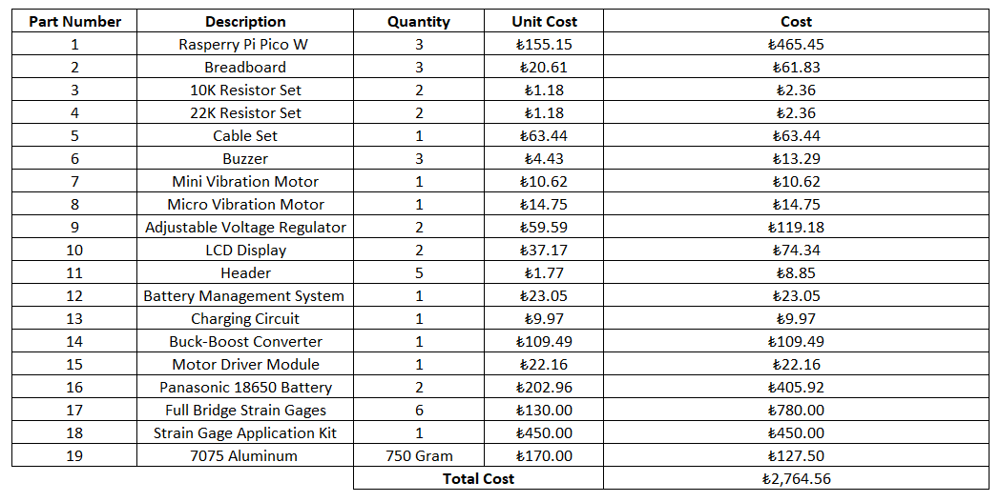 Part Number Description Quantity Unit Cost Cost
1 Rasperry Pi Pico W 3 ₺155.15 ₺465.45
2 Breadboard 3 ₺20.61 ₺61.83
3 10K Resistor Set 2 ₺1.18 ₺2.36
4 22K Resistor Set 2 ₺1.18 ₺2.36
5 Cable Set 1 ₺63.44 ₺63.44
6 Buzzer 3 ₺4.43 ₺13.29
7 Mini Vibration Motor 1 ₺10.62 ₺10.62
8 Micro Vibration Motor 1 ₺14.75 ₺14.75
9 Adjustable Voltage Regulator 2 ₺59.59 ₺119.18
10 LCD Display 2 ₺37.17 ₺74.34
11 Header 5 ₺1.77 ₺8.85
12 Battery Management System 1 ₺23.05 ₺23.05
13 Charging Circuit 1 ₺9.97 ₺9.97
14 Buck-Boost Converter 1 ₺109.49 ₺109.49
15 Motor Driver Module 1 ₺22.16 ₺22.16
16 Panasonic 18650 Battery 2 ₺202.96 ₺405.92
17 Full Bridge Strain Gages 6 ₺130.00 ₺780.00
18 Strain Gage Application Kit 1 ₺450.00 ₺450.00
19 7075 Aluminum 750 Gram ₺170.00 ₺127.50
Total Cost ₺2,764.56